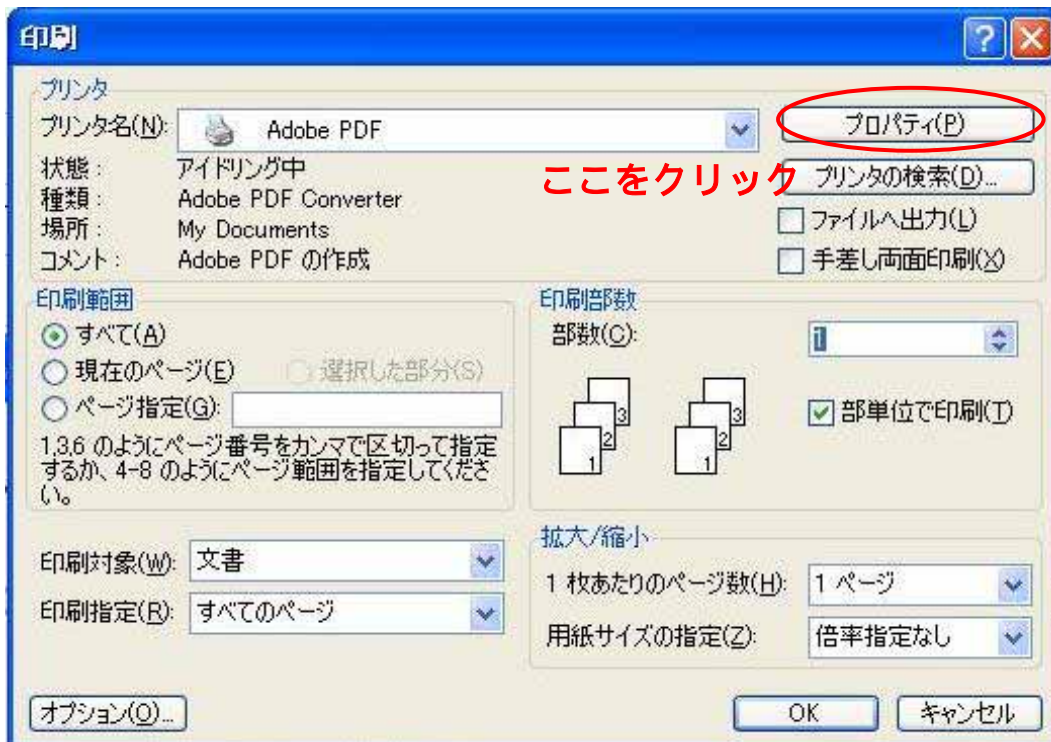 印刷
プリンタ
プリンタ名(N): Adobe PDF プロパティ(P)
状態: アイドリング中
ここをクリック プリンタの検索(D)...
種類: Adobe PDF Converter
場所: My Documents ファイルへ出力(L)
コメント: Adobe PDF の作成 手差し両面印刷(X)
印刷範囲
すべて(A)
現在のページ(E) 選択した部分(S)
ページ指定(G):
1,3,6 のようにページ番号をカンマで区切って指定
するか、4-8 のようにページ範囲を指定してくださ
い。
印刷部数
部数(C): 1
1 2 3 1 2 3
部単位で印刷(T)
印刷対象(W): 文書
印刷指定(R): すべてのページ
拡大/縮小
1 枚あたりのページ数(H): 1 ページ
用紙サイズの指定(Z): 倍率指定なし
オプション(O)... OK キャンセル